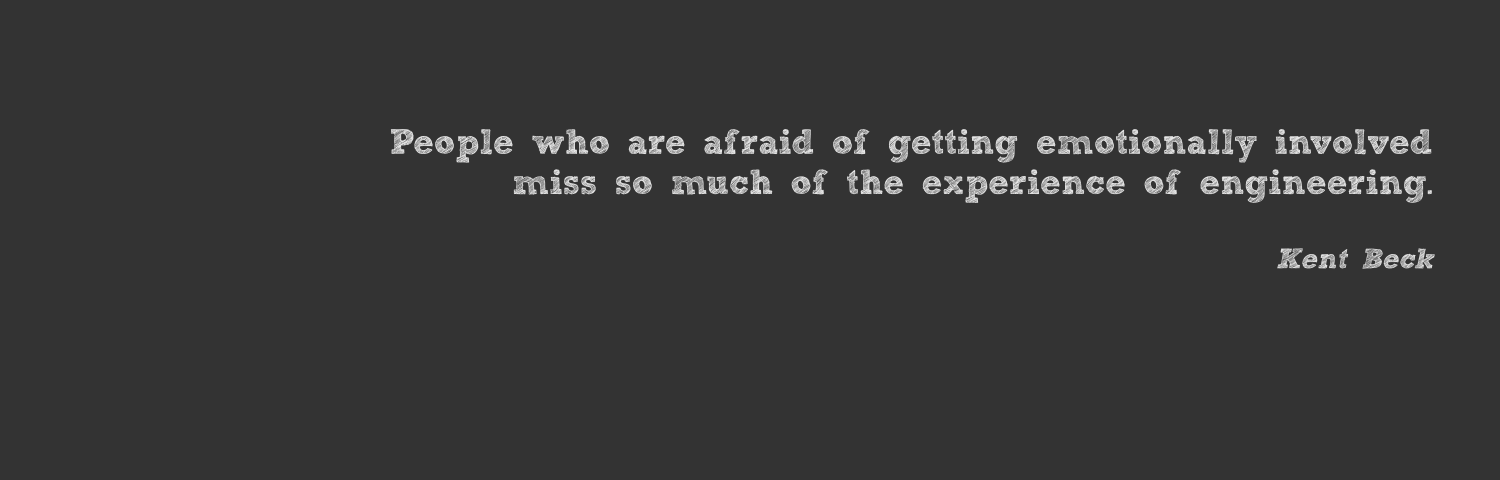 People who are afraid of getting emotionally involved
miss so much of the experience of engineering.
Kent Beck